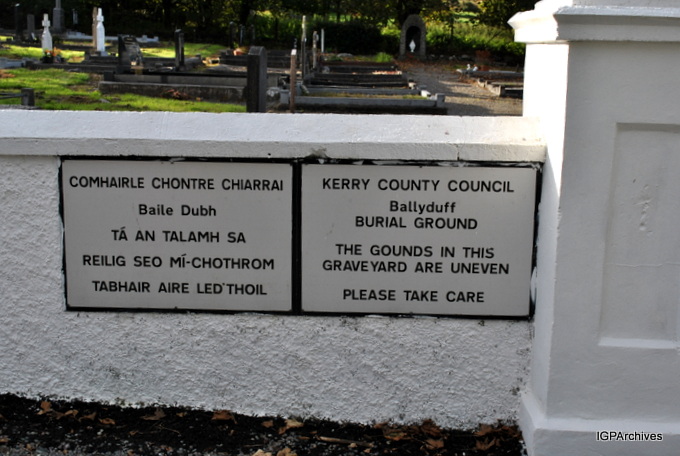 COMHAIRLE CHONTRE CHIARRAI
Baile Dubh
TÁ AN TALAMH SA
REILIG SEO MÍ-CHOTHROM
TABHAIR AIRE LED'THOIL
KERRY COUNTY COUNCIL
Ballyduff
BURIAL GROUND
THE GOUNDS IN THIS
GRAVEYARD ARE UNEVEN
PLEASE TAKE CARE
IGPArchives